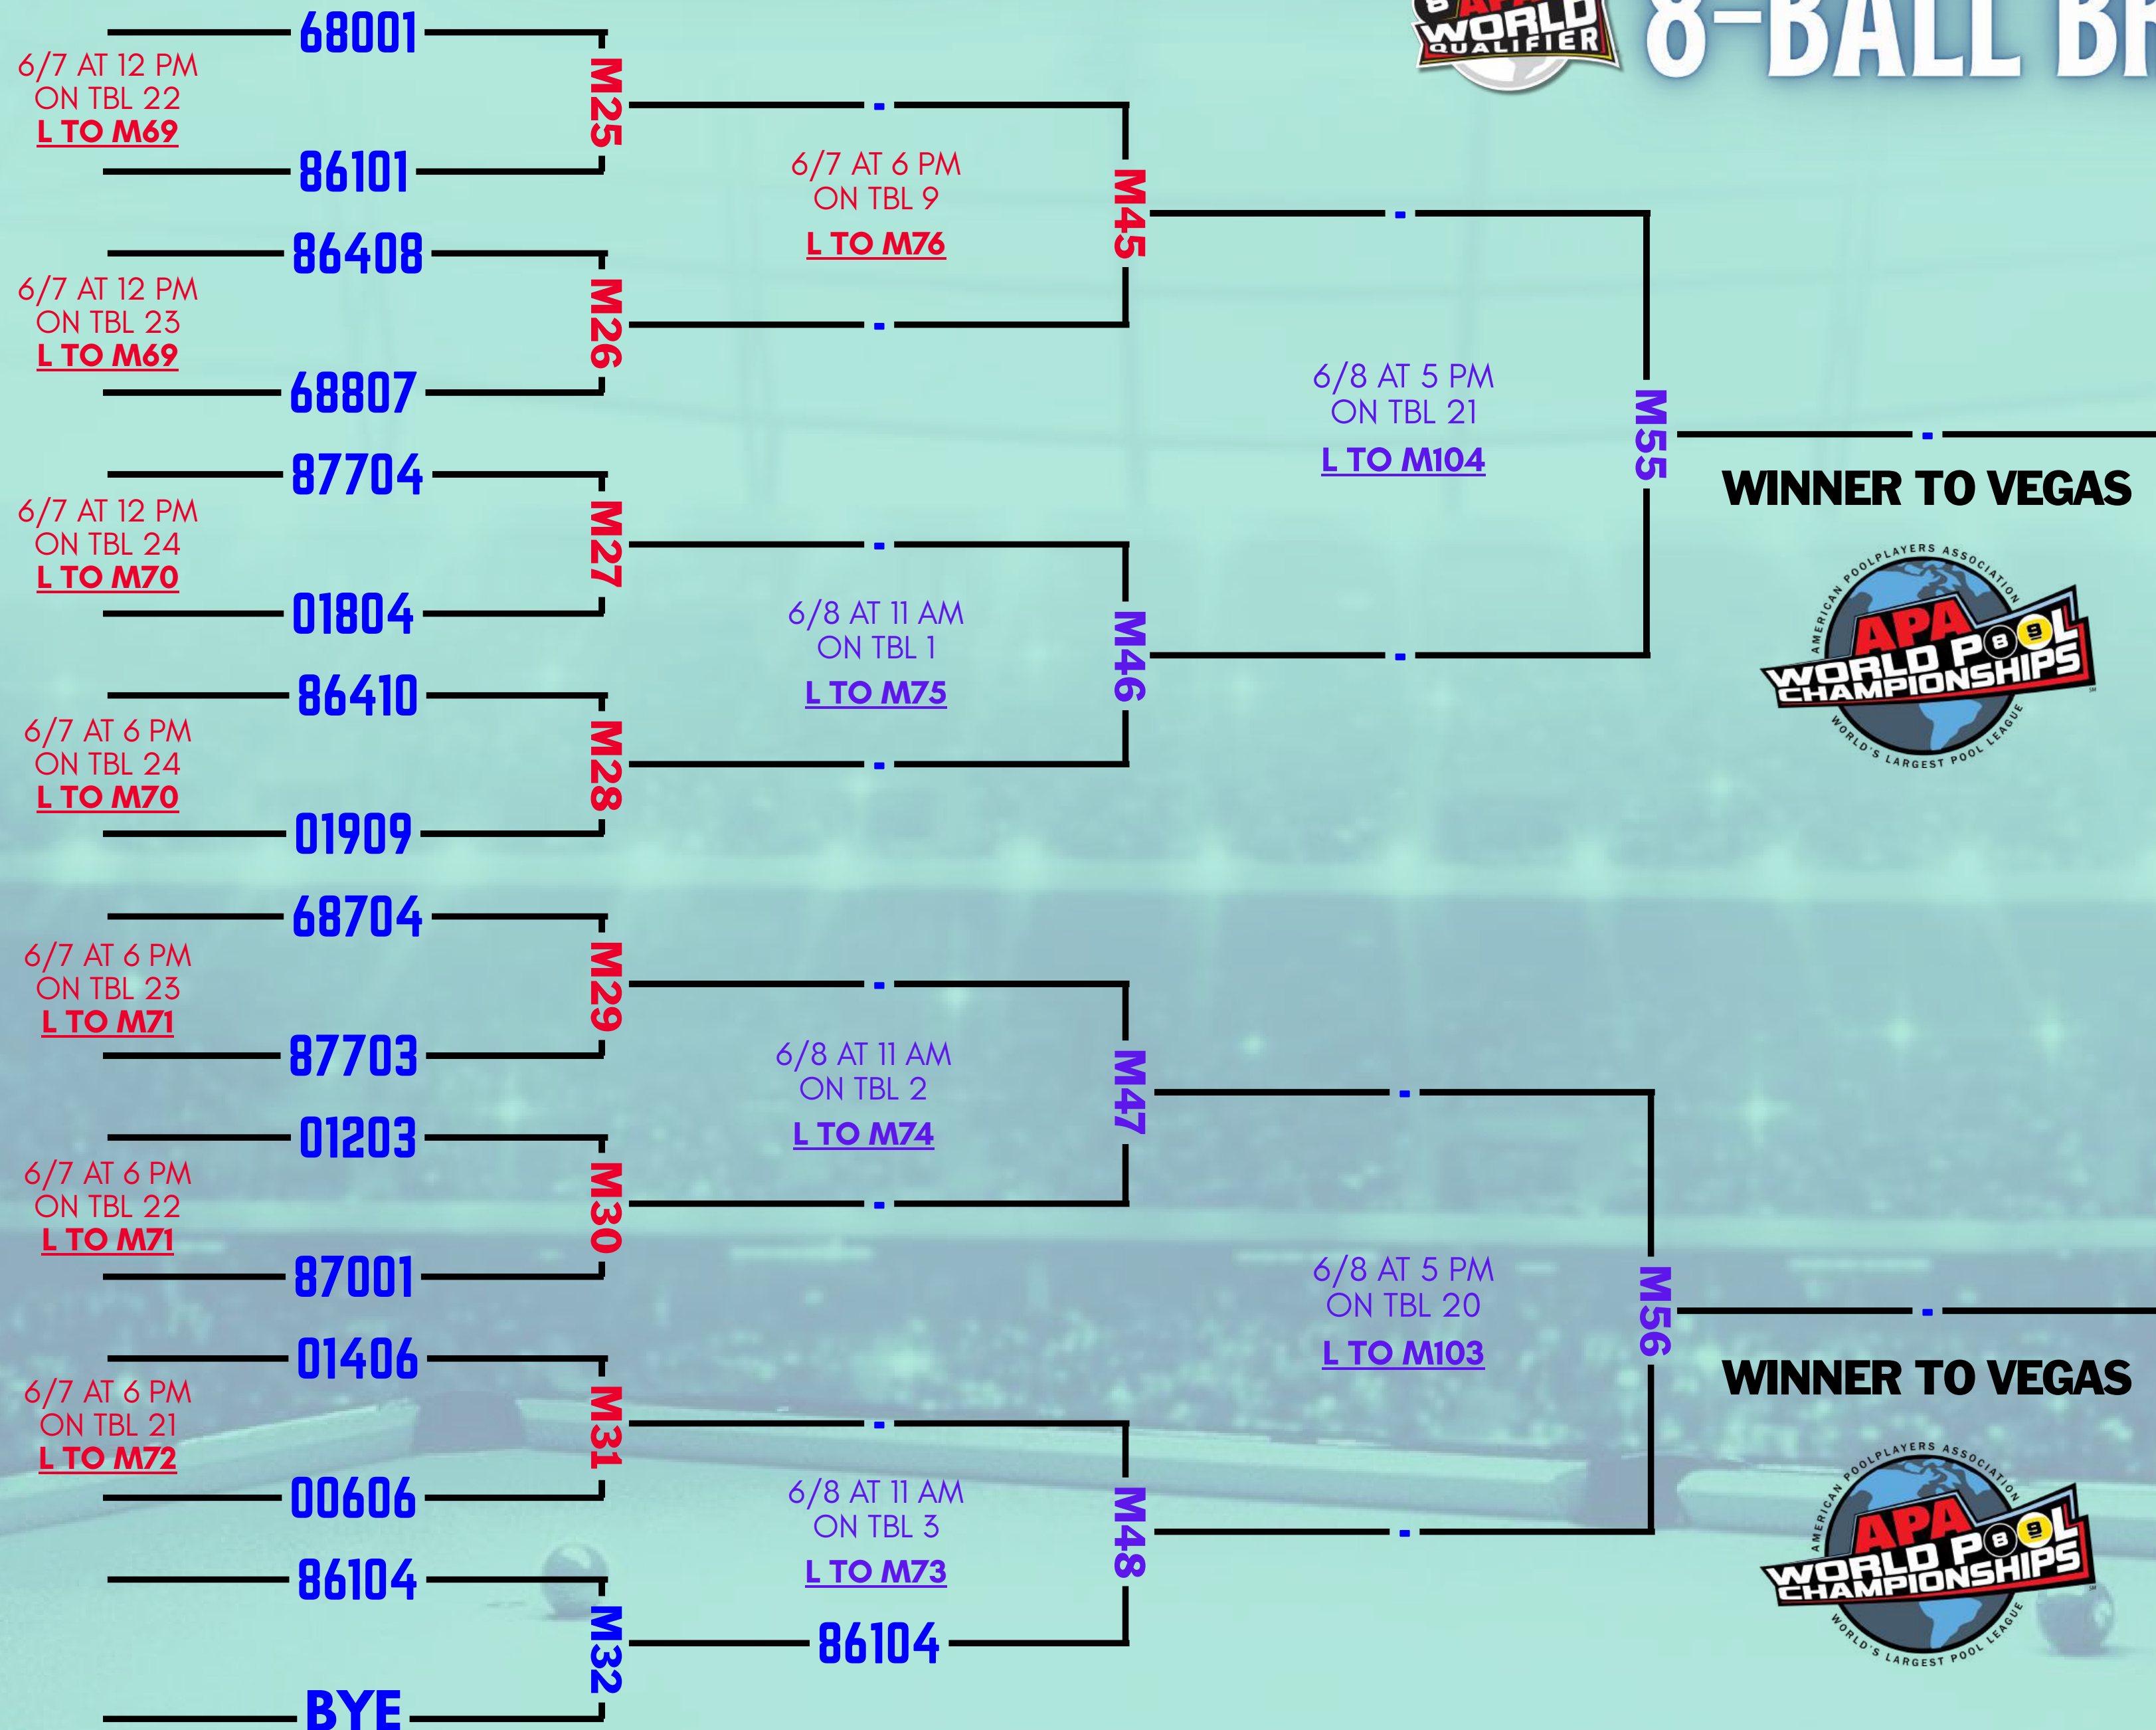 WORLD
QUALIFIER
8-BALL
68001
6/7 AT 12 PM
ON TBL 22
L TO M69
M25
-
86101
6/7 AT 6 PM
ON TBL 9
L TO M76
M45
-
86408
6/7 AT 12 PM
ON TBL 23
L TO M69
M26
-
68807
6/8 AT 5 PM
ON TBL 21
L TO M104
M55
-
WINNER TO VEGAS
87704
6/7 AT 12 PM
ON TBL 24
L TO M70
M27
-
01804
6/8 AT 11 AM
ON TBL 1
L TO M75
M46
-
AMERICAN POOLPLAYERS ASSOCIATION
APA
WORLD POOL
CHAMPIONSHIPS
WORLD'S LARGEST POOL LEAGUE
86410
6/7 AT 6 PM
ON TBL 24
L TO M70
M28
-
01909
68704
6/7 AT 6 PM
ON TBL 23
L TO M71
M29
-
87703
6/8 AT 11 AM
ON TBL 2
L TO M74
M47
-
01203
6/7 AT 6 PM
ON TBL 22
L TO M71
M30
-
87001
6/8 AT 5 PM
ON TBL 20
L TO M103
M56
-
WINNER TO VEGAS
01406
6/7 AT 6 PM
ON TBL 21
L TO M72
M31
-
00606
6/8 AT 11 AM
ON TBL 3
L TO M73
M48
-
AMERICAN POOLPLAYERS ASSOCIATION
APA
WORLD POOL
CHAMPIONSHIPS
WORLD'S LARGEST POOL LEAGUE
86104
M32
86104
BYE